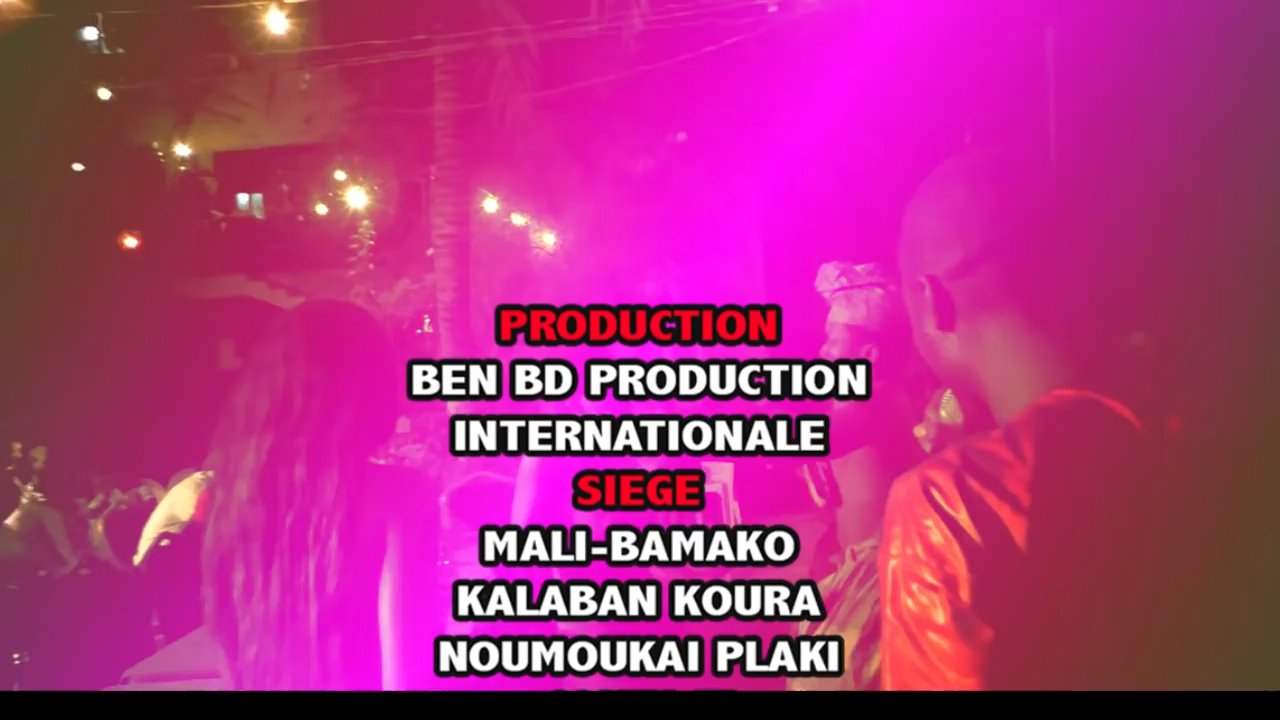 PRODUCTION
BEN BD PRODUCTION
INTERNATIONALE
SIEGE
MALI-BAMAKO
KALABAN KOURA
NOUMOUKAI PLAKI